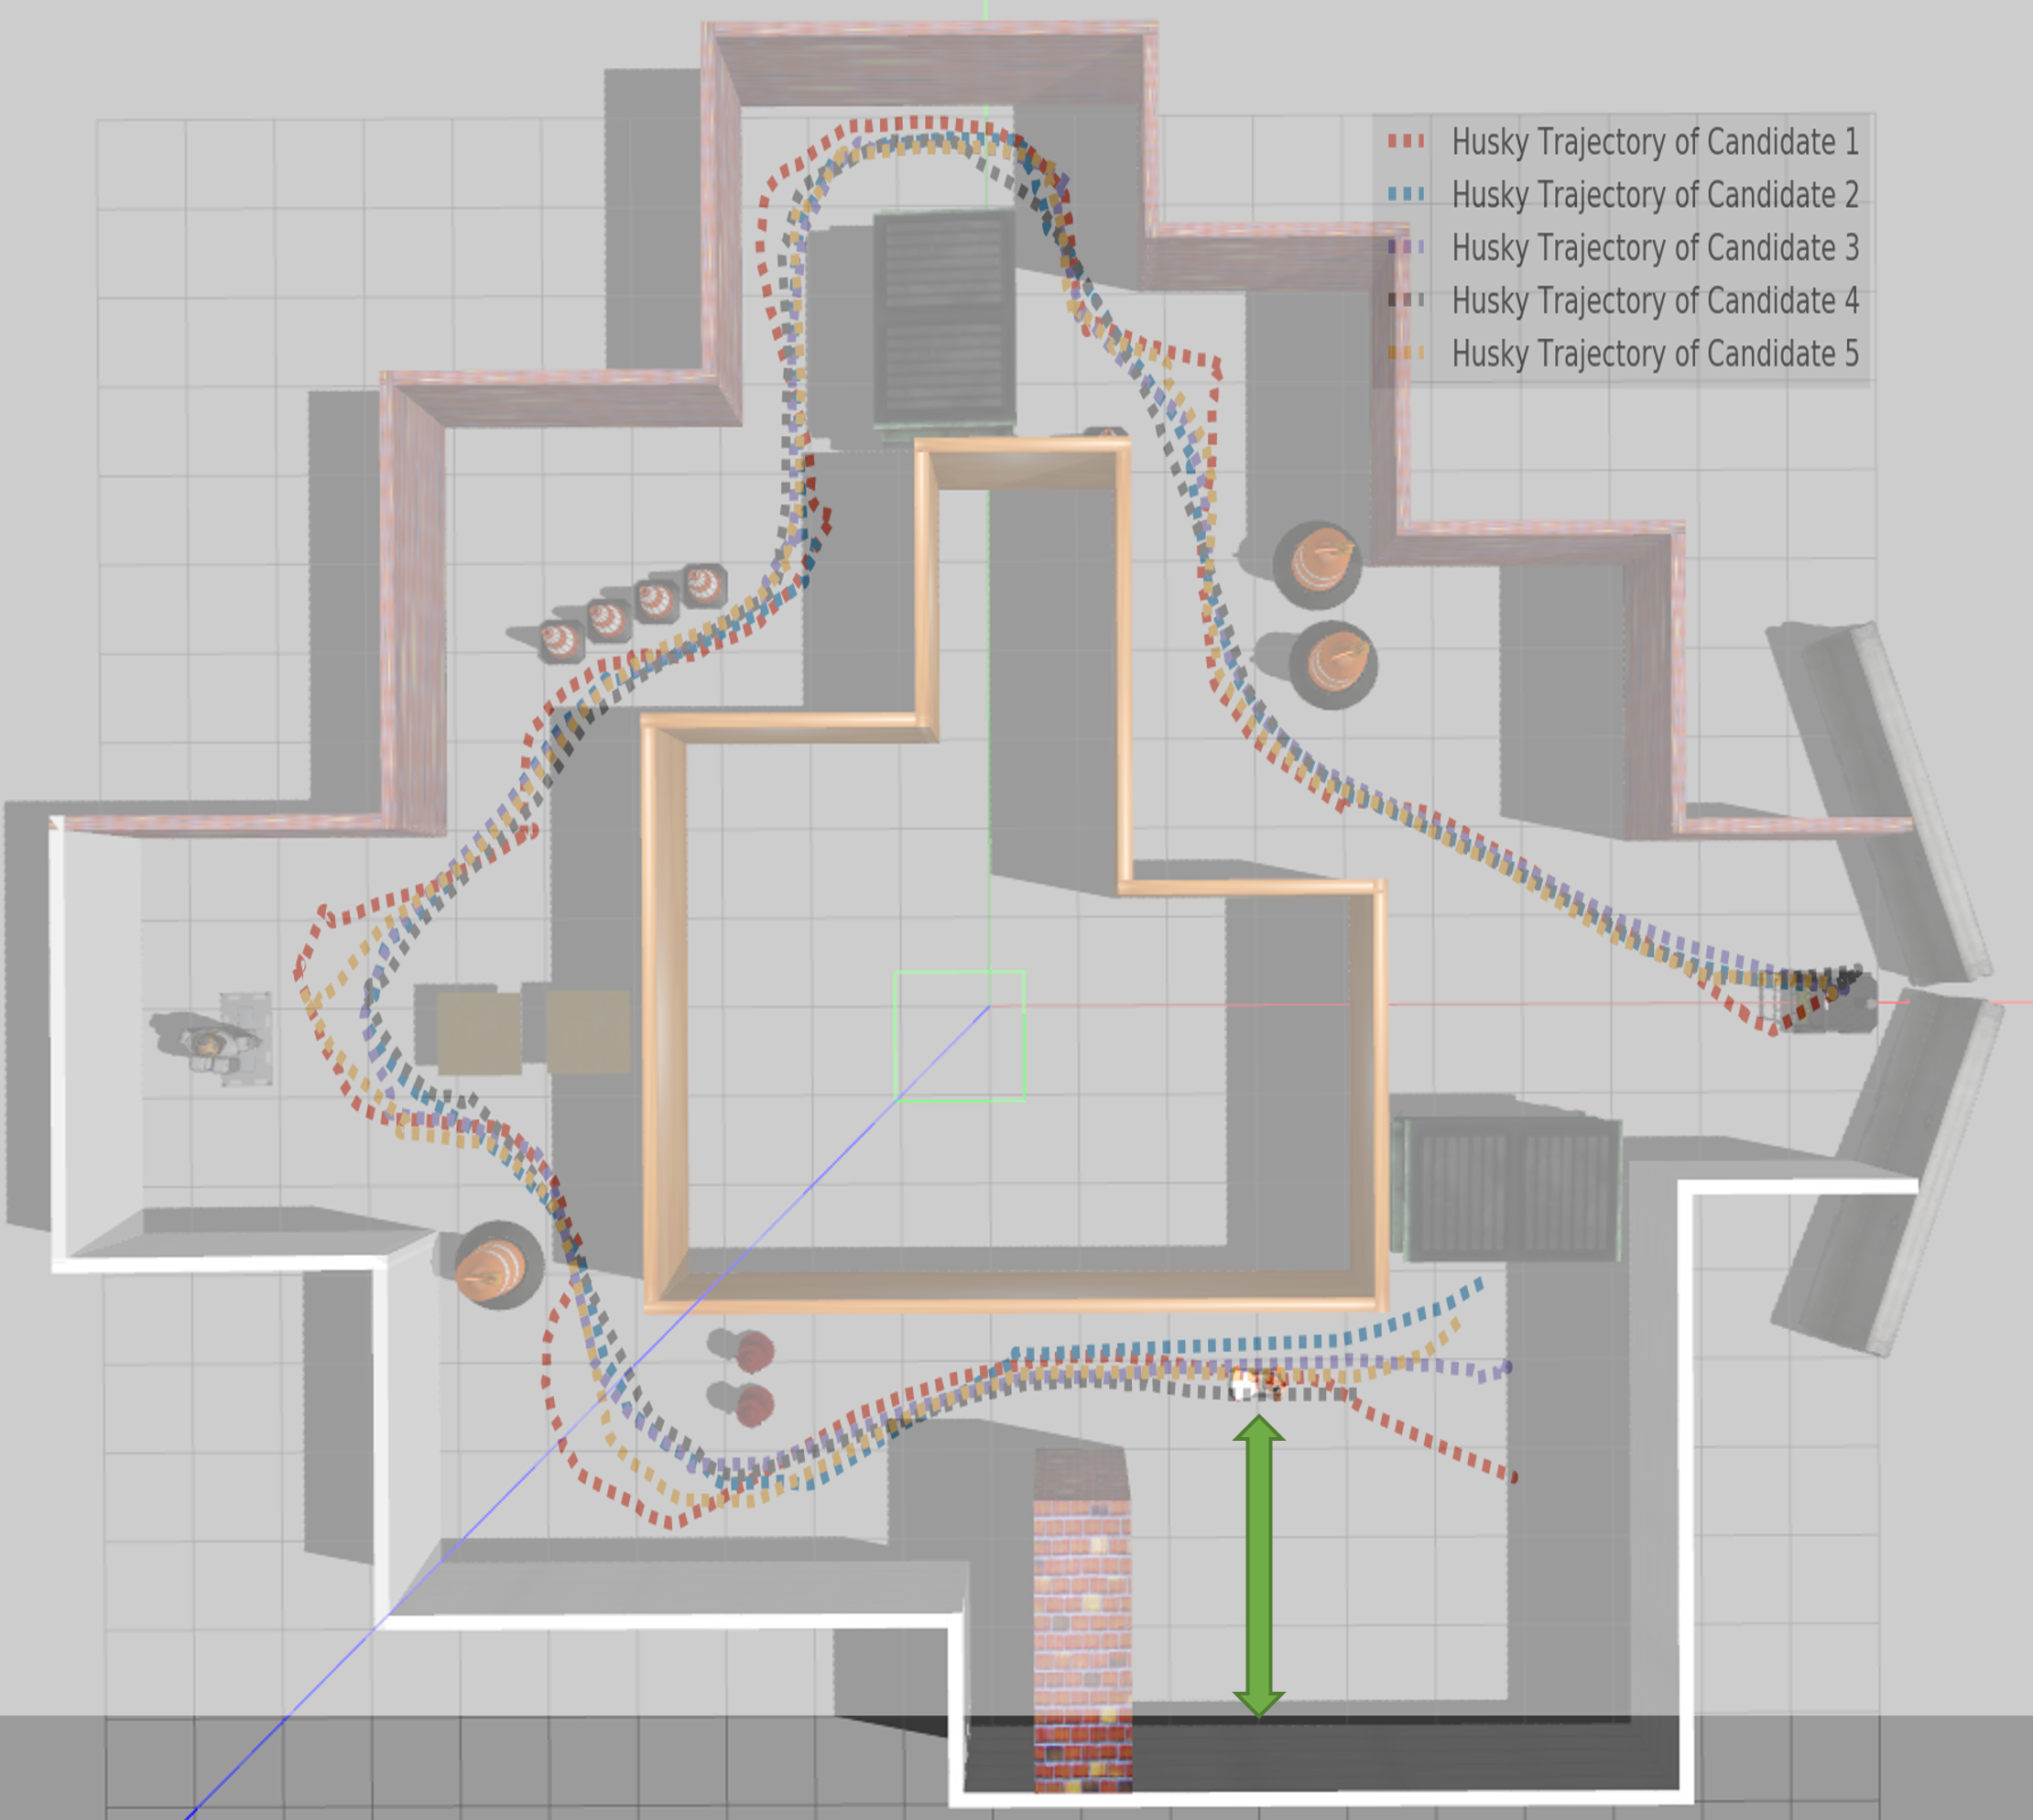 Husky Trajectory of Candidate 1
Husky Trajectory of Candidate 2
Husky Trajectory of Candidate 3
Husky Trajectory of Candidate 4
Husky Trajectory of Candidate 5